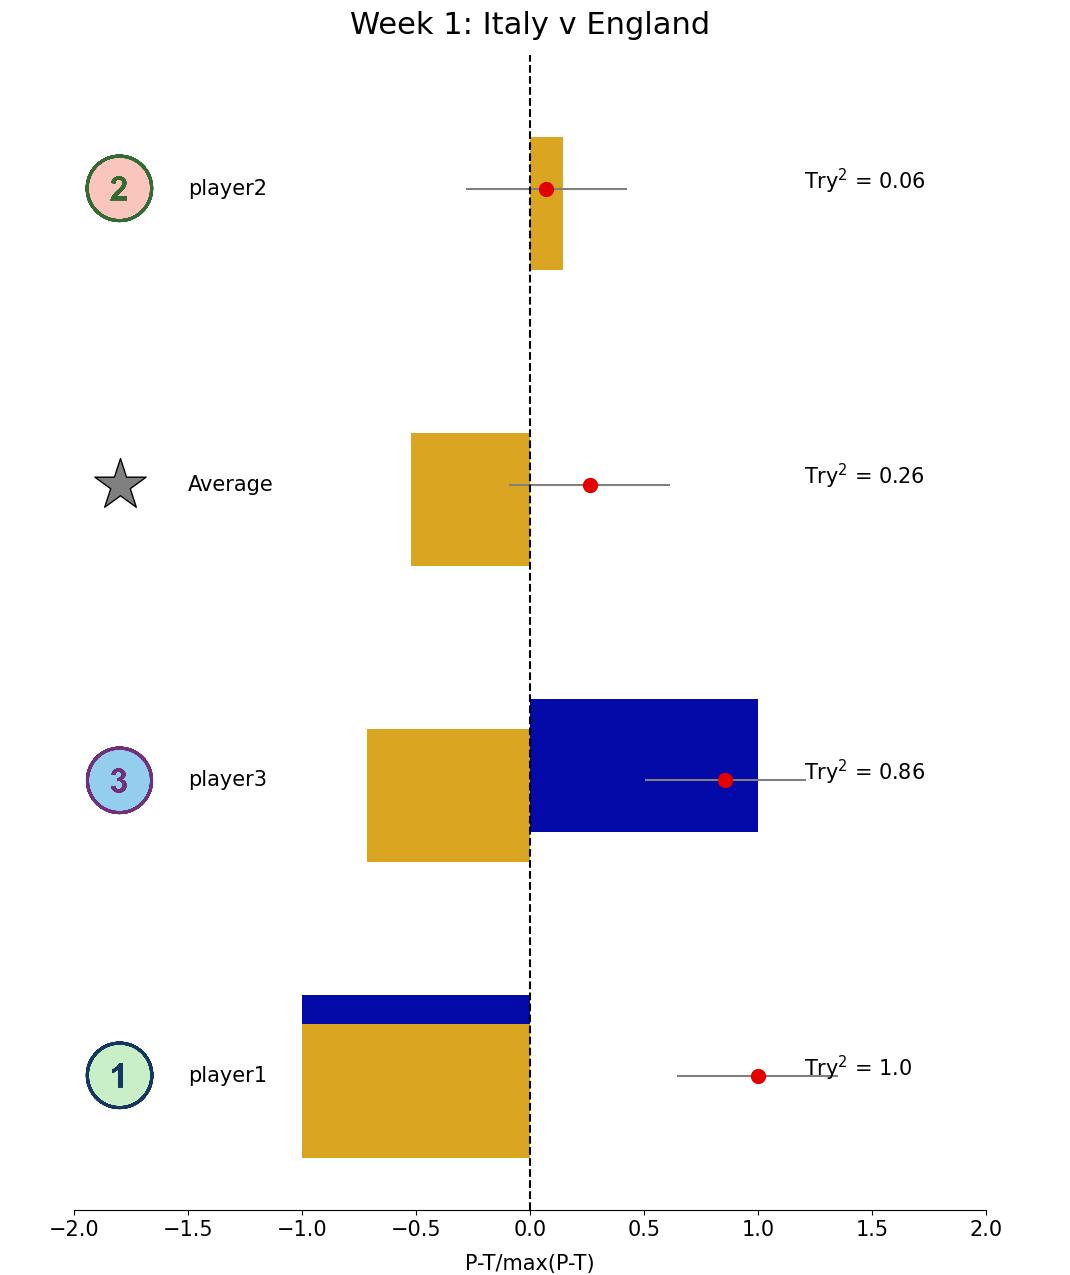 Week 1: Italy v England
2 player2 Try² = 0.06
Average Try² = 0.26
3 player3 Try² = 0.86
1 player1 Try² = 1.0
−2.0 −1.5 −1.0 −0.5 0.0 0.5 1.0 1.5 2.0
P-T/max(P-T)